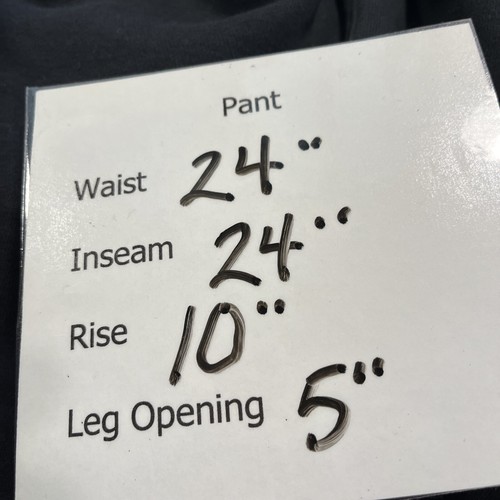 Pant
Waist 24"
Inseam 24"
Rise 10"
Leg Opening 5"